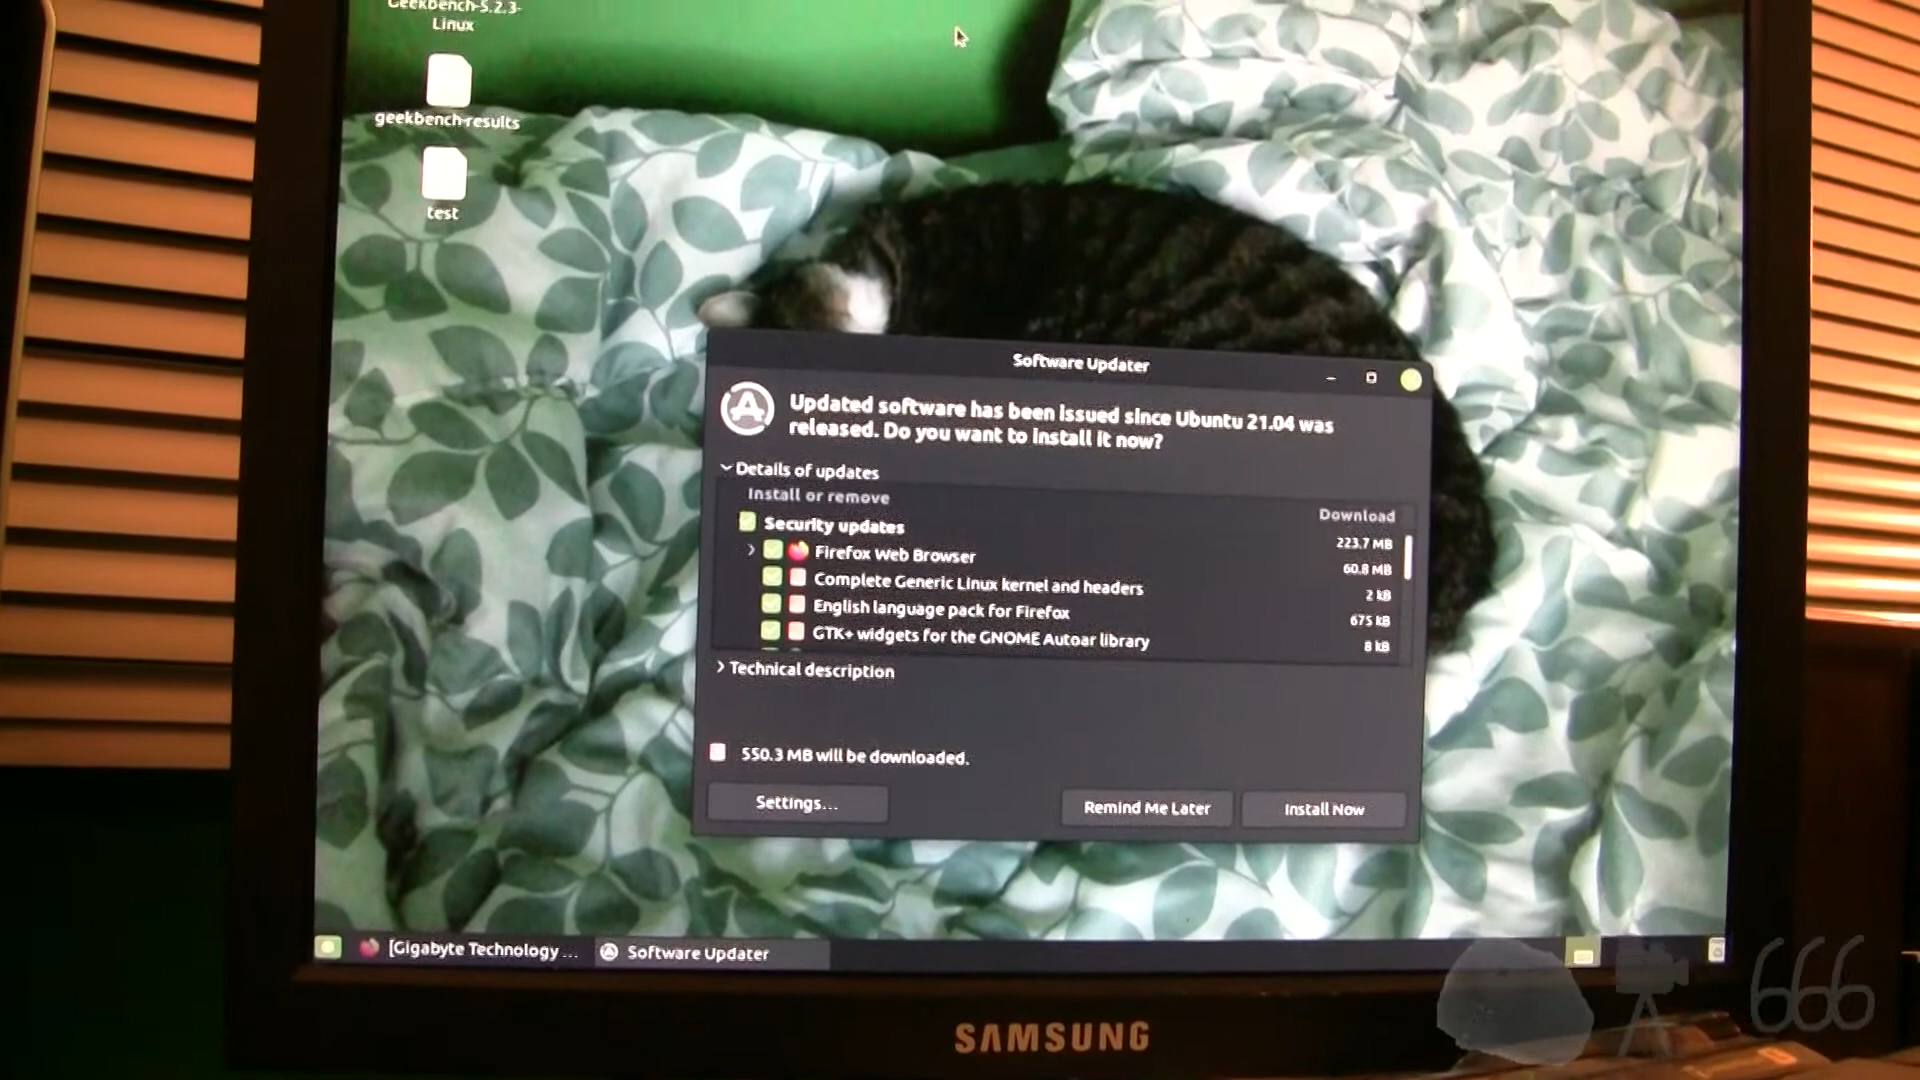 Geekbench-5.2.3-
Linux
geekbench-results
test
Software Updater
Updated software has been issued since Ubuntu 21.04 was
released. Do you want to install it now?
Details of updates
Install or remove
Download
Security updates
223.7 MB
Firefox Web Browser
60.8 MB
Complete Generic Linux kernel and headers
2 kB
English language pack for Firefox
675 kB
GTK+ widgets for the GNOME Autoar library
8 kB
Technical description
550.3 MB will be downloaded.
Settings...
Remind Me Later
Install Now
[Gigabyte Technology ...
Software Updater
SAMSUNG
666